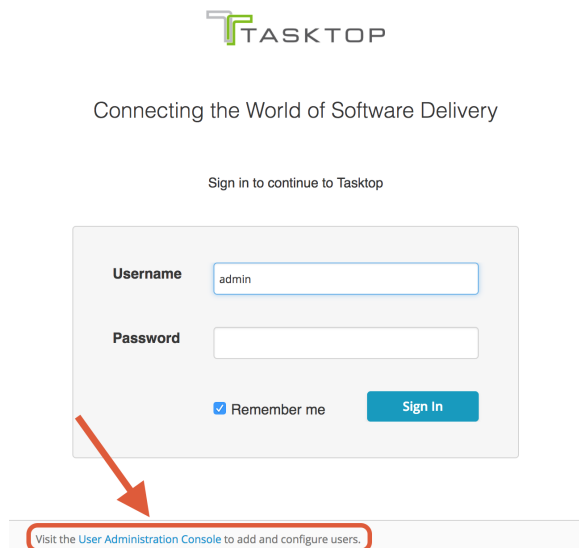 TASKTOP
Connecting the World of Software Delivery
Sign in to continue to Tasktop
Username
admin
Password
Remember me
Sign In
Visit the User Administration Console to add and configure users.